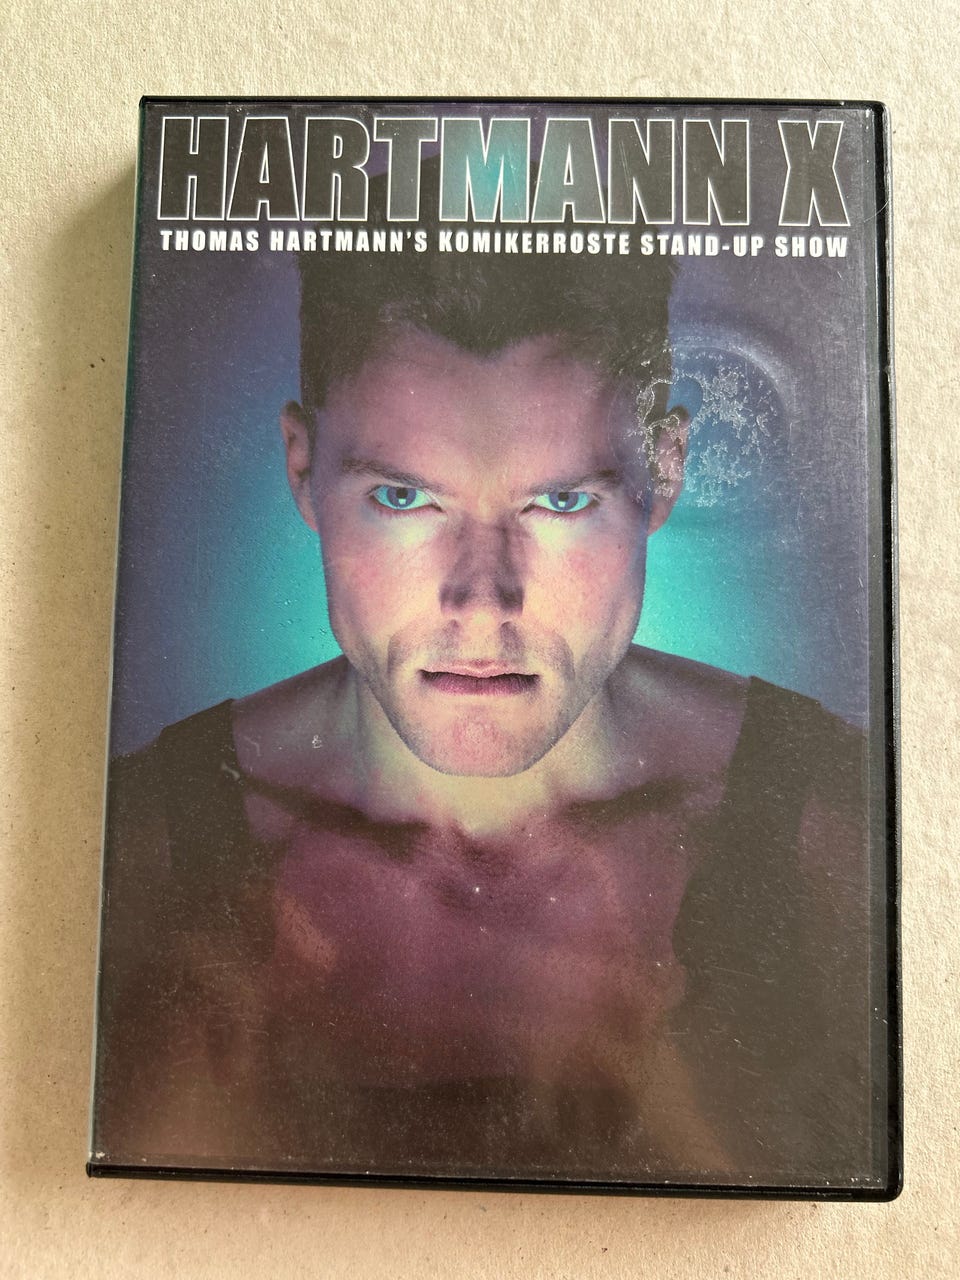 HARTMANN X
THOMAS HARTMANN'S KOMIKERROSTE STAND-UP SHOW